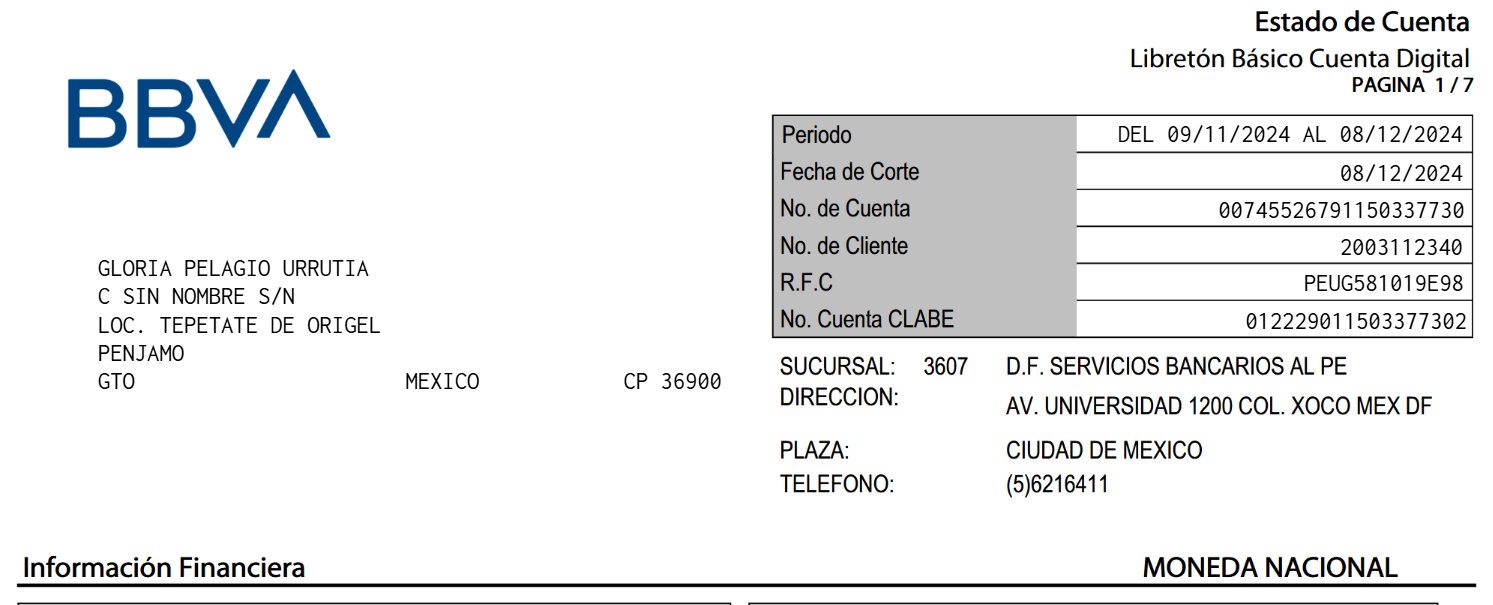 Estado de Cuenta
Libretón Básico Cuenta Digital
PAGINA 1 / 7
BBVA
Periodo DEL 09/11/2024 AL 08/12/2024
Fecha de Corte 08/12/2024
No. de Cuenta 00745526791150337730
No. de Cliente 2003112340
R.F.C PEUG581019E98
No. Cuenta CLABE 012229011503377302
GLORIA PELAGIO URRUTIA
C SIN NOMBRE S/N
LOC. TEPETATE DE ORIGEL
PENJAMO
GTO MEXICO CP 36900
SUCURSAL: 3607 D.F. SERVICIOS BANCARIOS AL PE
DIRECCION: AV. UNIVERSIDAD 1200 COL. XOCO MEX DF
PLAZA: CIUDAD DE MEXICO
TELEFONO: (5)6216411
Información Financiera MONEDA NACIONAL